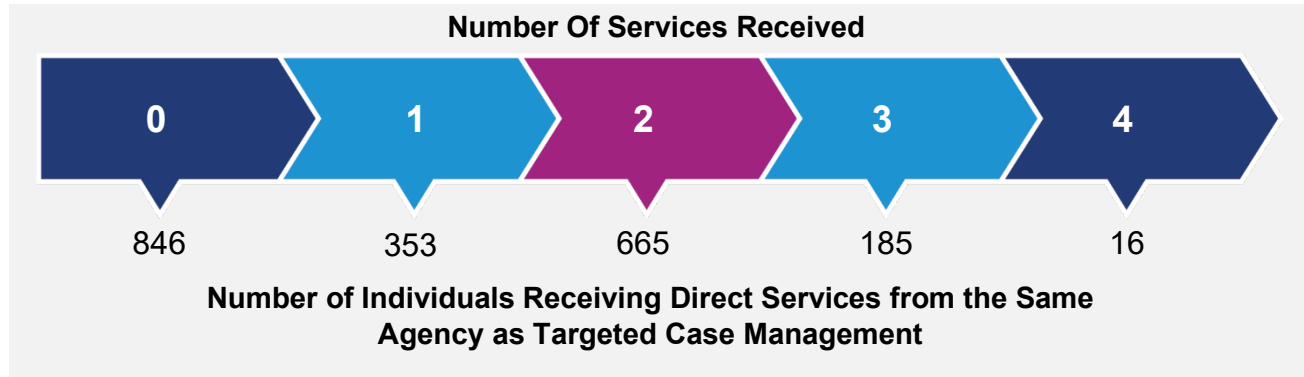 Number Of Services Received
0 1 2 3 4
846 353 665 185 16
Number of Individuals Receiving Direct Services from the Same
Agency as Targeted Case Management